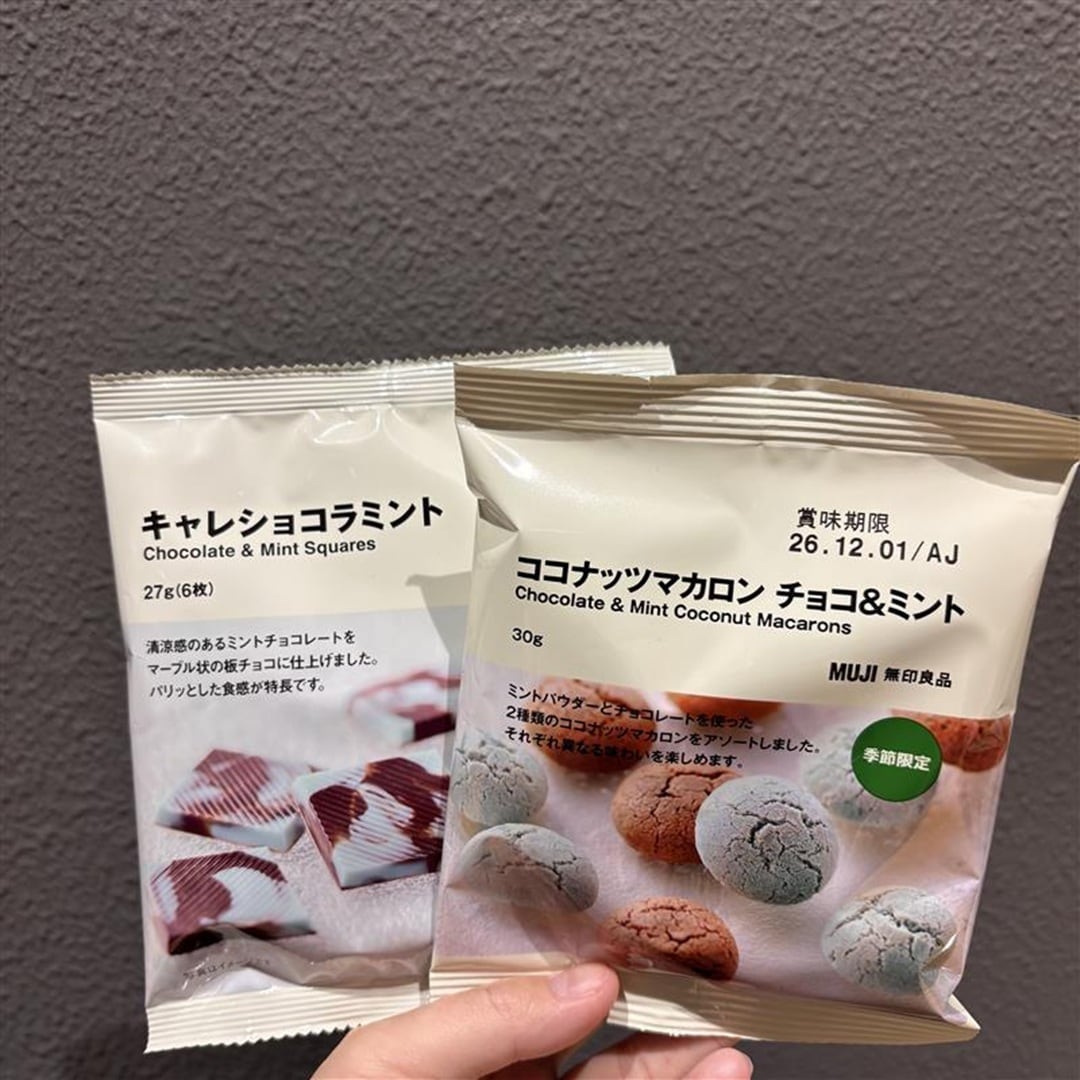 キャレショコラミント
Chocolate & Mint Squares
27g(6枚)
清涼感のあるミントチョコレートを
マーブル状の板チョコに仕上げました。
パリッとした食感が特長です。
賞味期限
26.12.01/AJ
ココナッツマカロン チョコ&ミント
Chocolate & Mint Coconut Macarons
30g
MUJI 無印良品
ミントパウダーとチョコレートを使った
2種類のココナッツマカロンをアソートしました。
それぞれ異なる味わいを楽しめます。
季節限定